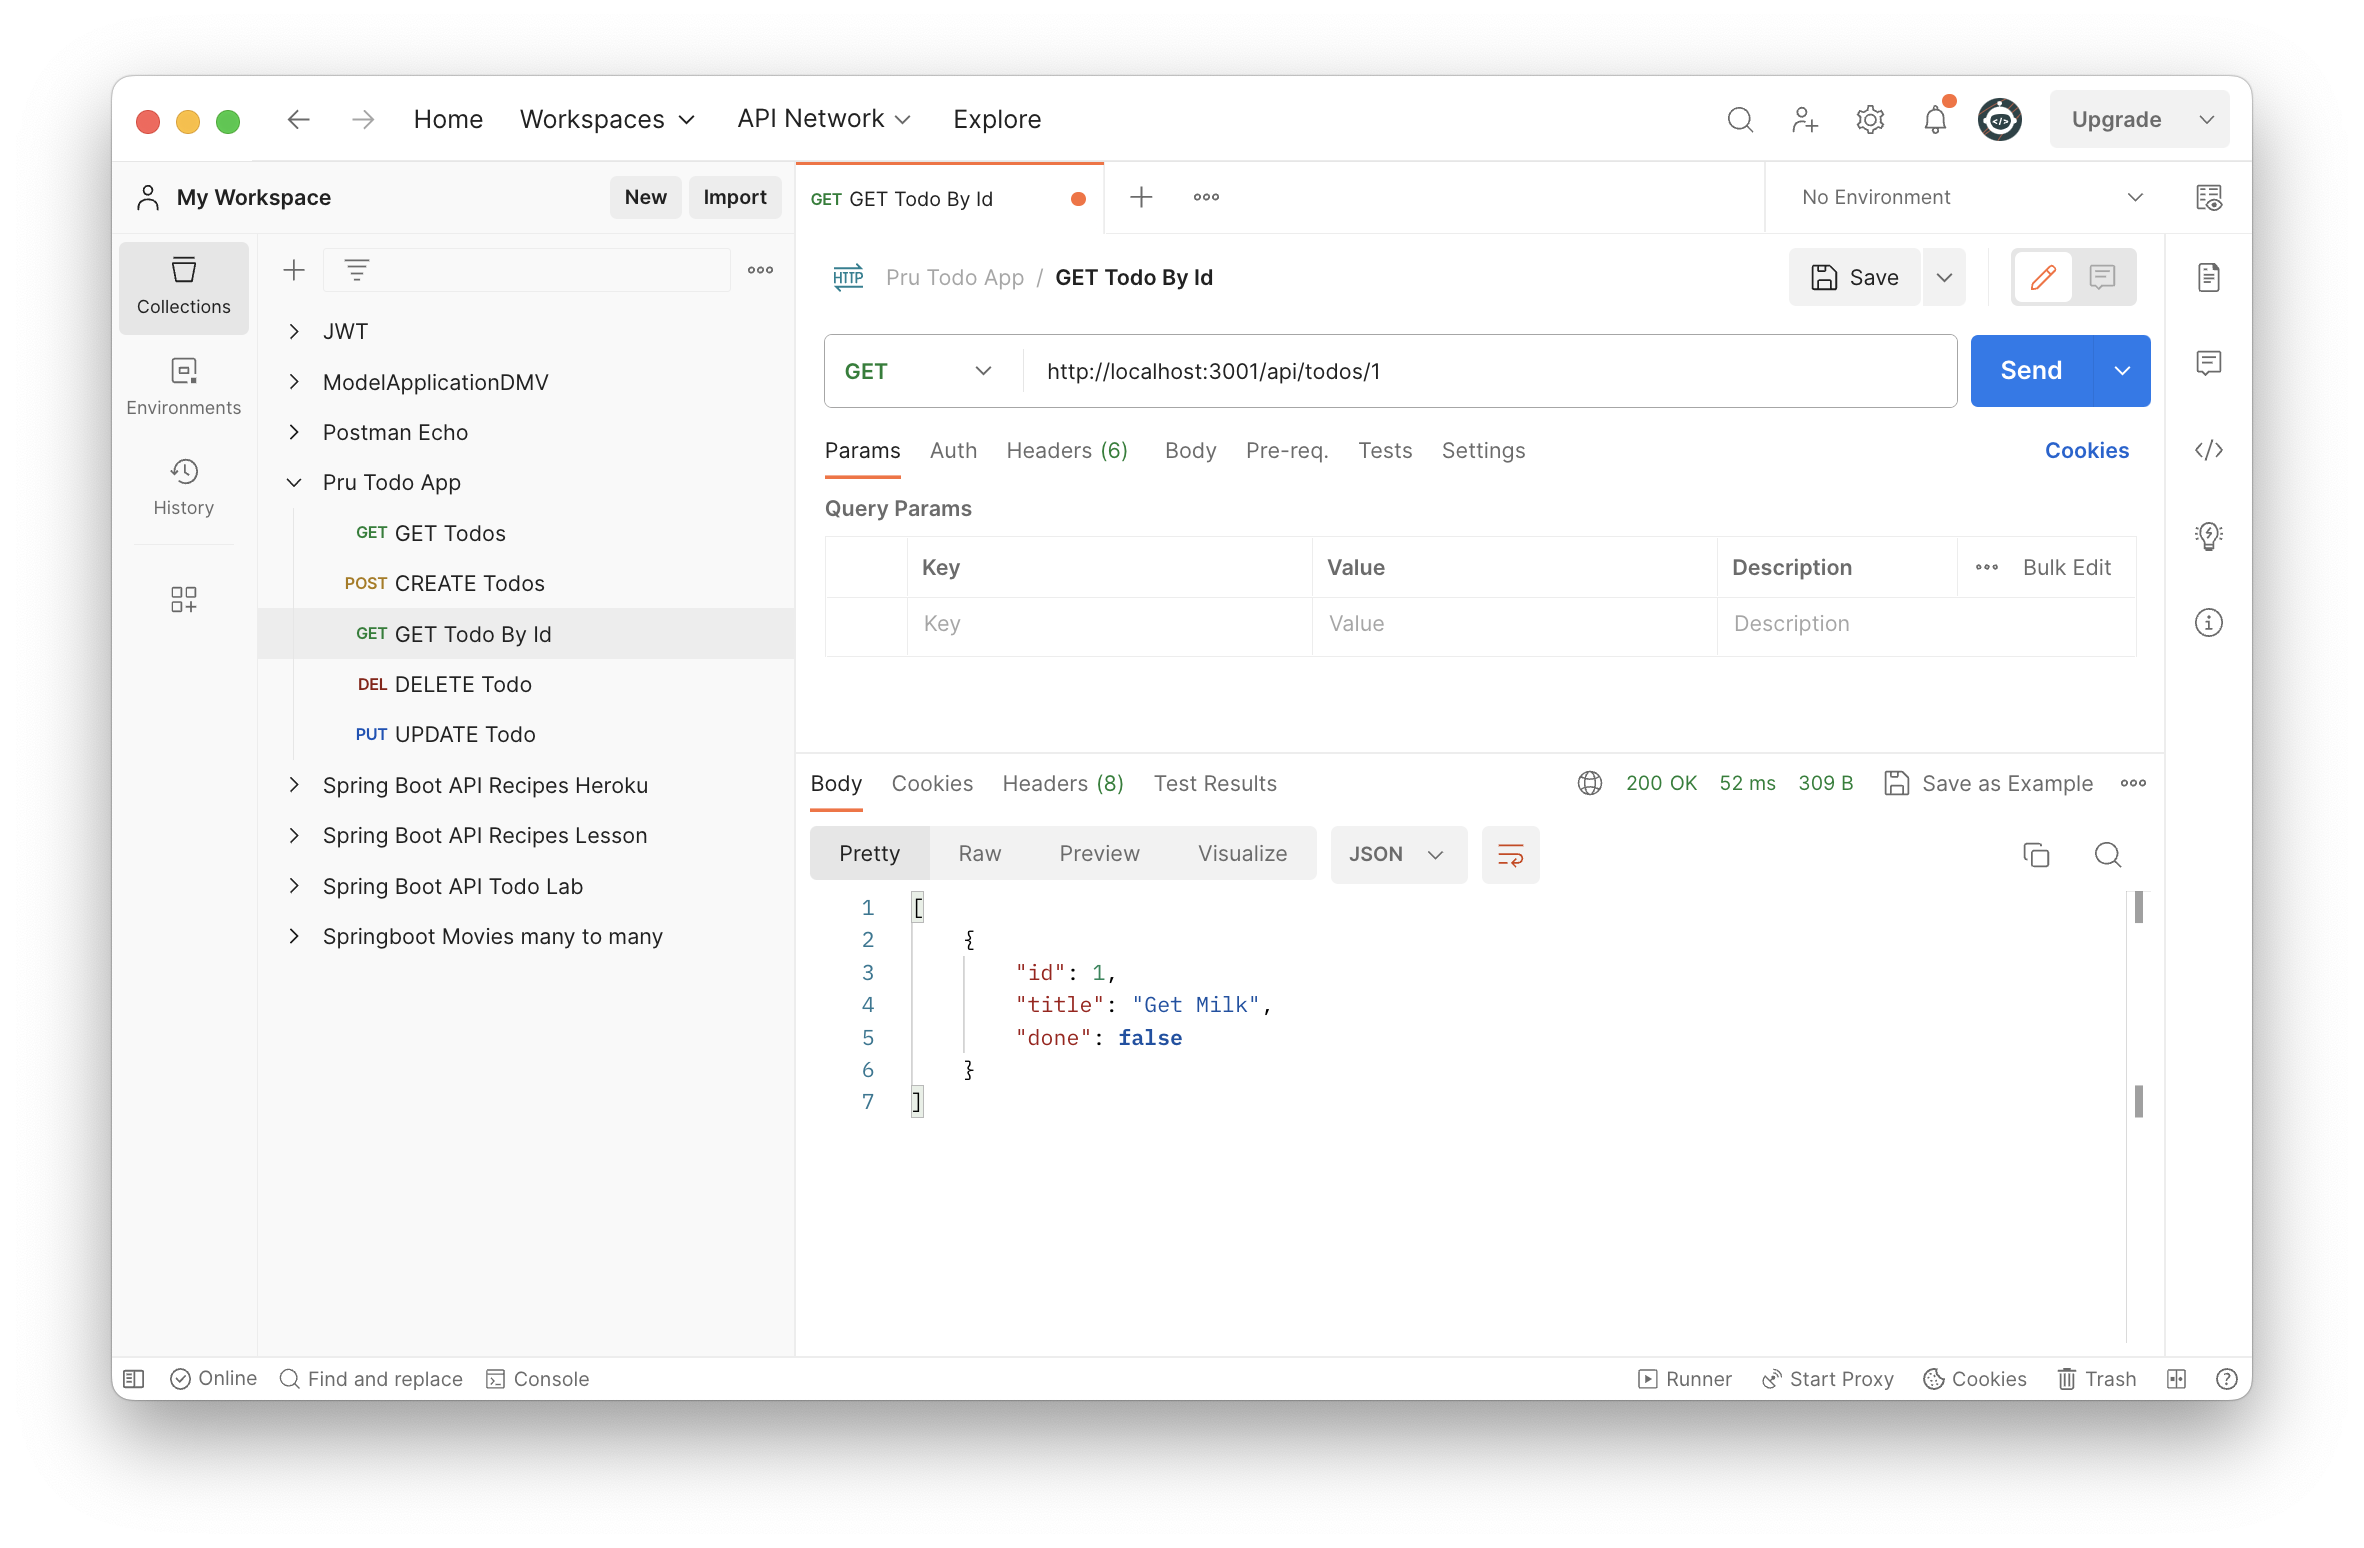 Home Workspaces API Network Explore Upgrade
My Workspace New Import
GET GET Todo By Id
No Environment
Collections
Environments
History
JWT
ModelApplicationDMV
Postman Echo
Pru Todo App
GET GET Todos
POST CREATE Todos
GET GET Todo By Id
DEL DELETE Todo
PUT UPDATE Todo
Spring Boot API Recipes Heroku
Spring Boot API Recipes Lesson
Spring Boot API Todo Lab
Springboot Movies many to many
HTTP Pru Todo App / GET Todo By Id Save
GET http://localhost:3001/api/todos/1 Send
Params Auth Headers (6) Body Pre-req. Tests Settings Cookies
Query Params
Key Value Description Bulk Edit
Key Value Description
Body Cookies Headers (8) Test Results 200 OK 52 ms 309 B Save as Example
Pretty Raw Preview Visualize JSON
1 [
2 {
3 "id": 1,
4 "title": "Get Milk",
5 "done": false
6 }
7 ]
Online Find and replace Console Runner Start Proxy Cookies Trash